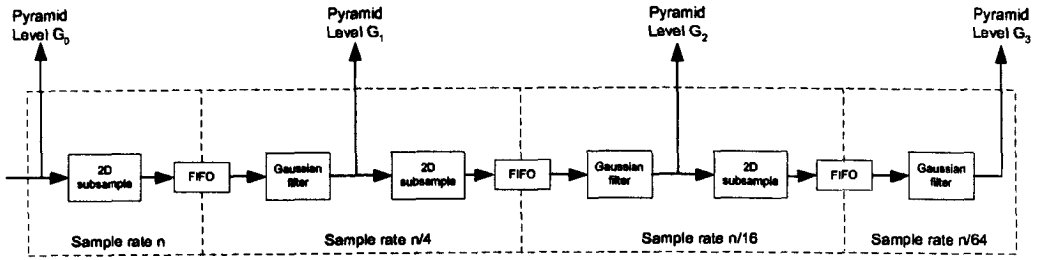 Pyramid
Level G0
Pyramid
Level G1
Pyramid
Level G2
Pyramid
Level G3
2D
subsample
FIFO
Gaussian
filter
2D
subsample
FIFO
Gaussian
filter
2D
subsample
FIFO
Gaussian
filter
Sample rate n
Sample rate n/4
Sample rate n/16
Sample rate n/64